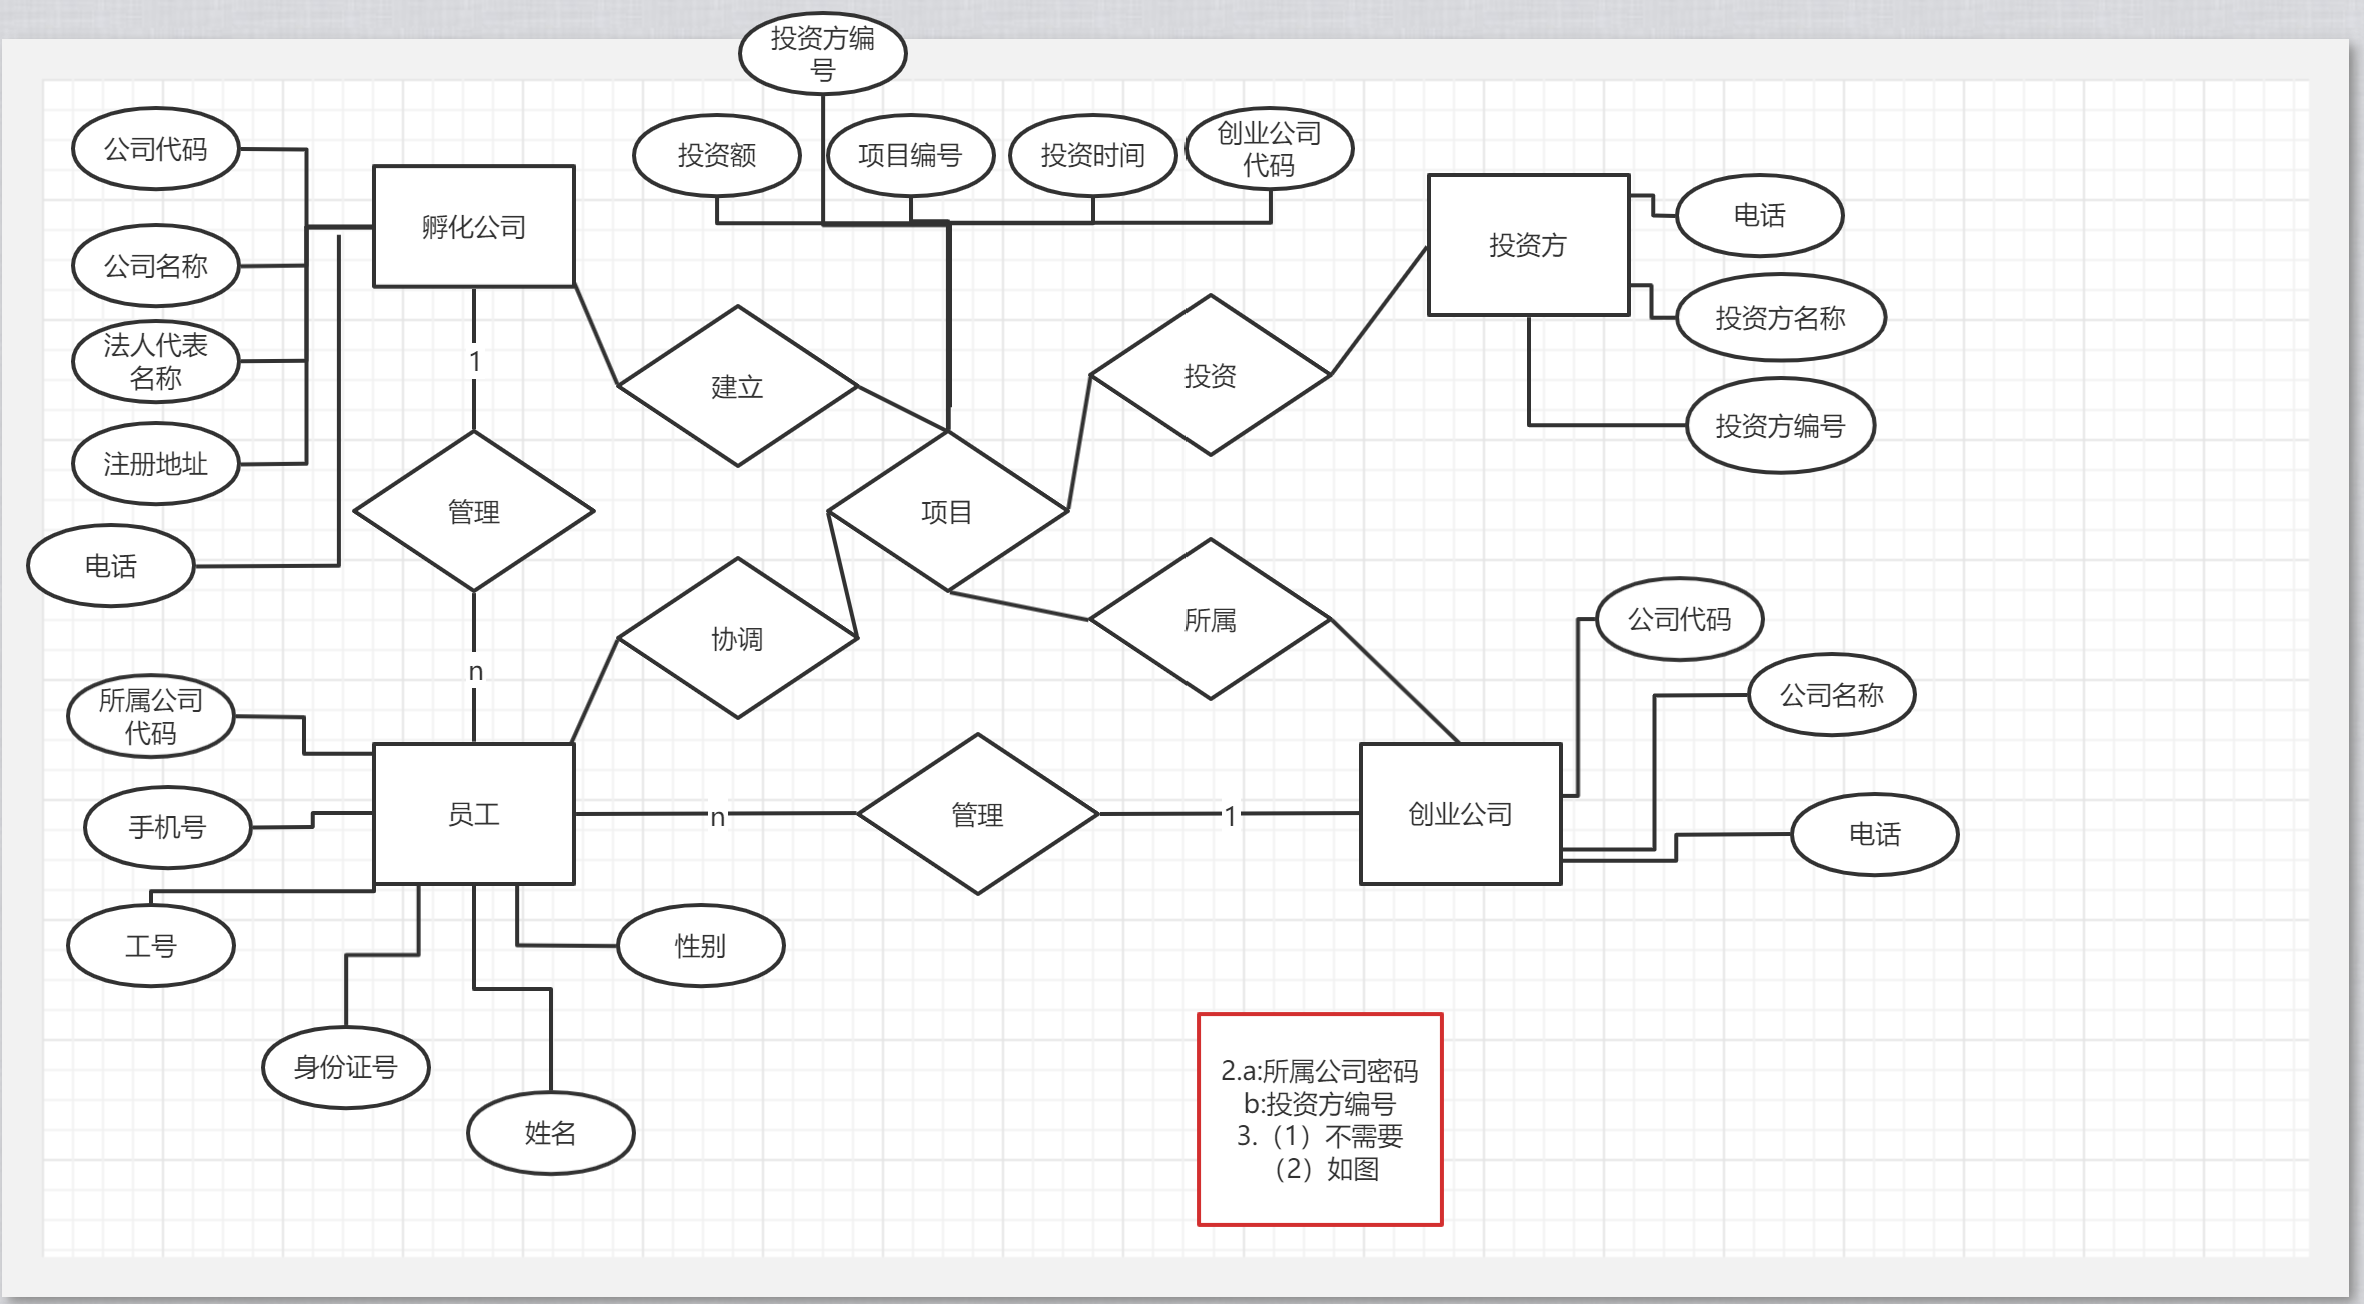 投资方编
号
公司代码
投资额
项目编号
投资时间
创业公司
代码
孵化公司
投资方
电话
公司名称
投资方名称
法人代表
名称
1
建立
投资
投资方编号
注册地址
管理
项目
电话
协调
所属
公司代码
n
所属公司
代码
公司名称
手机号
员工
n
管理
1
创业公司
电话
工号
性别
身份证号
姓名
2.a:所属公司密码
b:投资方编号
3.（1）不需要
（2）如图